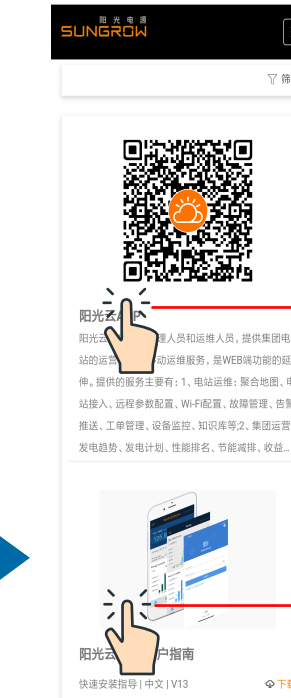 阳光电源
SUNGROW
筛
阳光云APP
阳光云 理人员和运维人员，提供集团电
站的运营 动运维服务，是WEB端功能的延
伸。提供的服务主要有：1、电站运维：聚合地图、电
站接入、远程参数配置、Wi-Fi配置、故障管理、告警
推送、工单管理、设备监控、知识库等;2、集团运营
发电趋势、发电计划、性能排名、节能减排、收益...
阳光云 户指南
快速安装指导 | 中文 | V13
下载